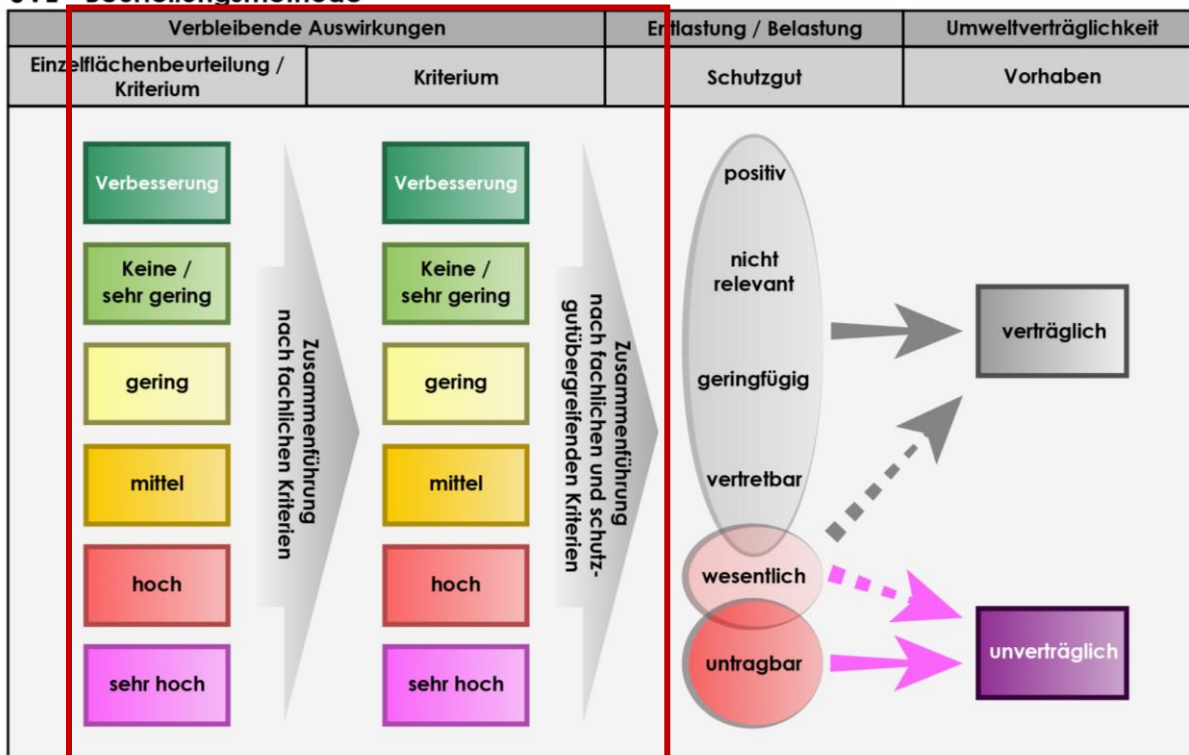 Verbleibende Auswirkungen
Entlastung / Belastung
Umweltverträglichkeit
Einzelflächenbeurteilung /
Kriterium
Kriterium
Schutzgut
Vorhaben
Verbesserung
Keine /
sehr gering
gering
mittel
hoch
sehr hoch
Zusammenführung
nach fachlichen Kriterien
Verbesserung
Keine /
sehr gering
gering
mittel
hoch
sehr hoch
Zusammenführung
nach fachlichen und schutz-
gutübergreifenden Kriterien
positiv
nicht
relevant
geringfügig
vertretbar
wesentlich
untragbar
verträglich
unverträglich